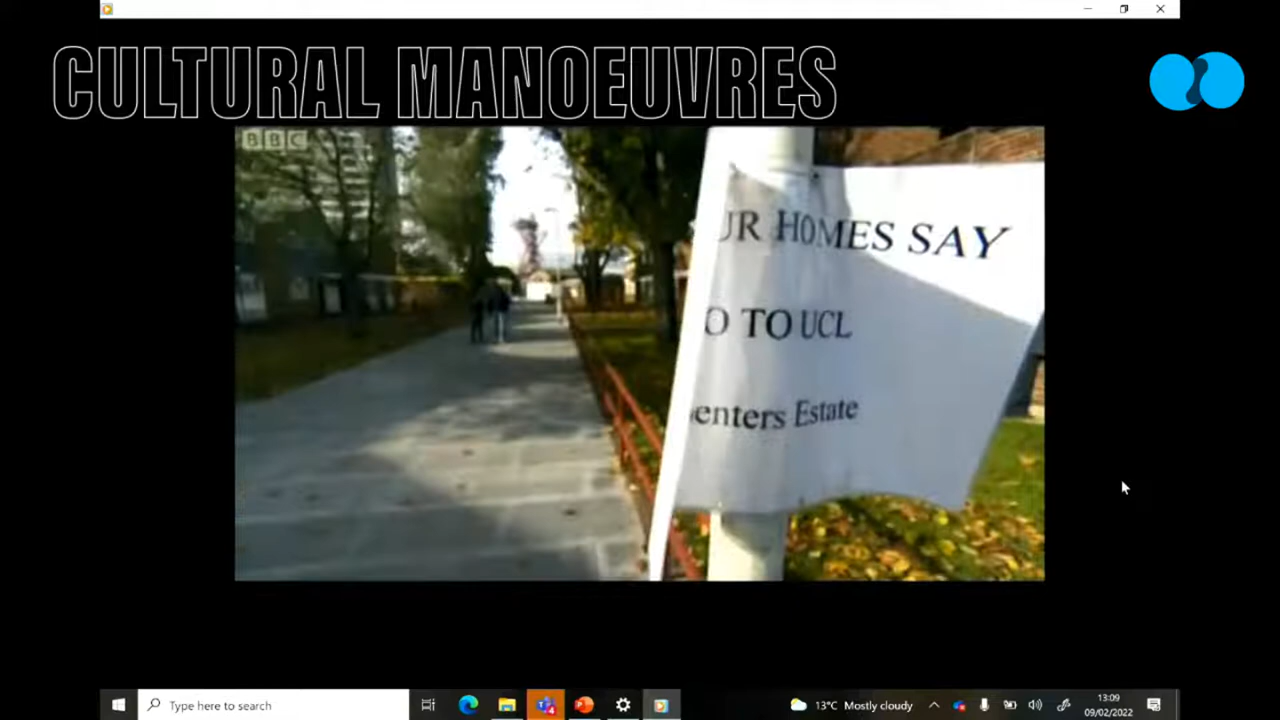 CULTURAL MANOEUVRES
BBC
UR HOMES SAY
O TO UCL
enters Estate
Type here to search
4
13°C Mostly cloudy
13:09
09/02/2022